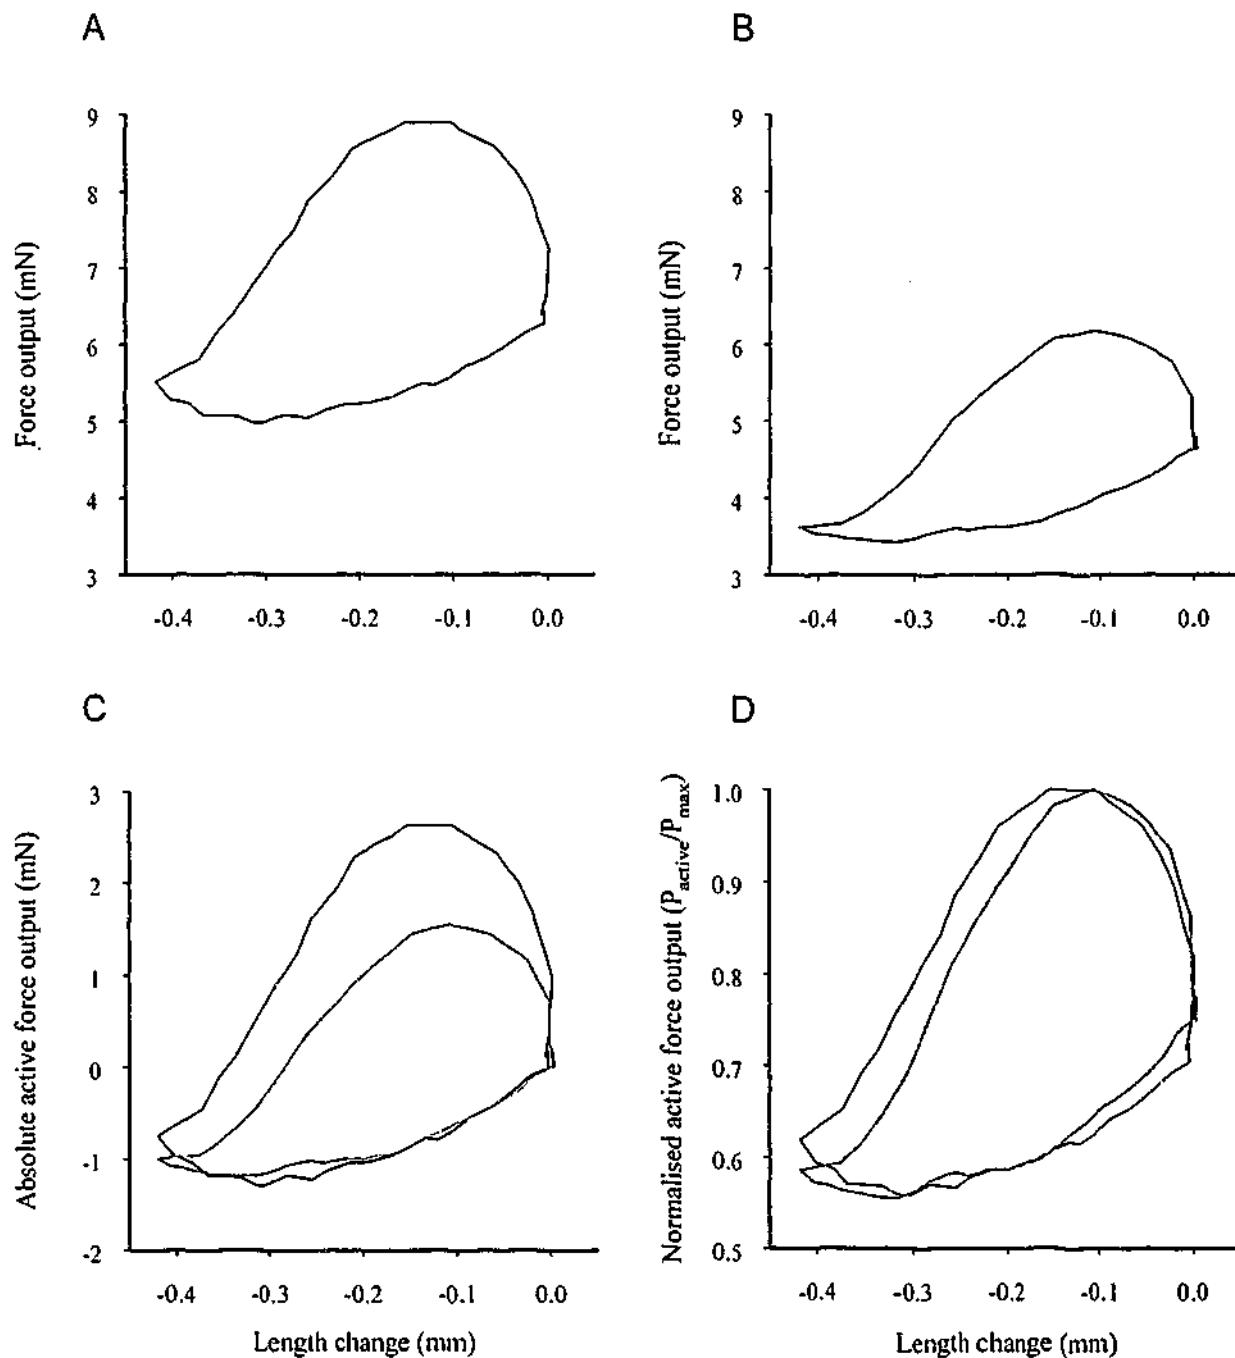 A
B
9
8
7
6
5
4
3
Force output (mN)
-0.4 -0.3 -0.2 -0.1 0.0
9
8
7
6
5
4
3
Force output (mN)
-0.4 -0.3 -0.2 -0.1 0.0
C
D
3
2
1
0
-1
-2
Absolute active force output (mN)
-0.4 -0.3 -0.2 -0.1 0.0
Length change (mm)
1.0
0.9
0.8
0.7
0.6
0.5
Normalised active force output (Pactive/Pmax)
-0.4 -0.3 -0.2 -0.1 0.0
Length change (mm)